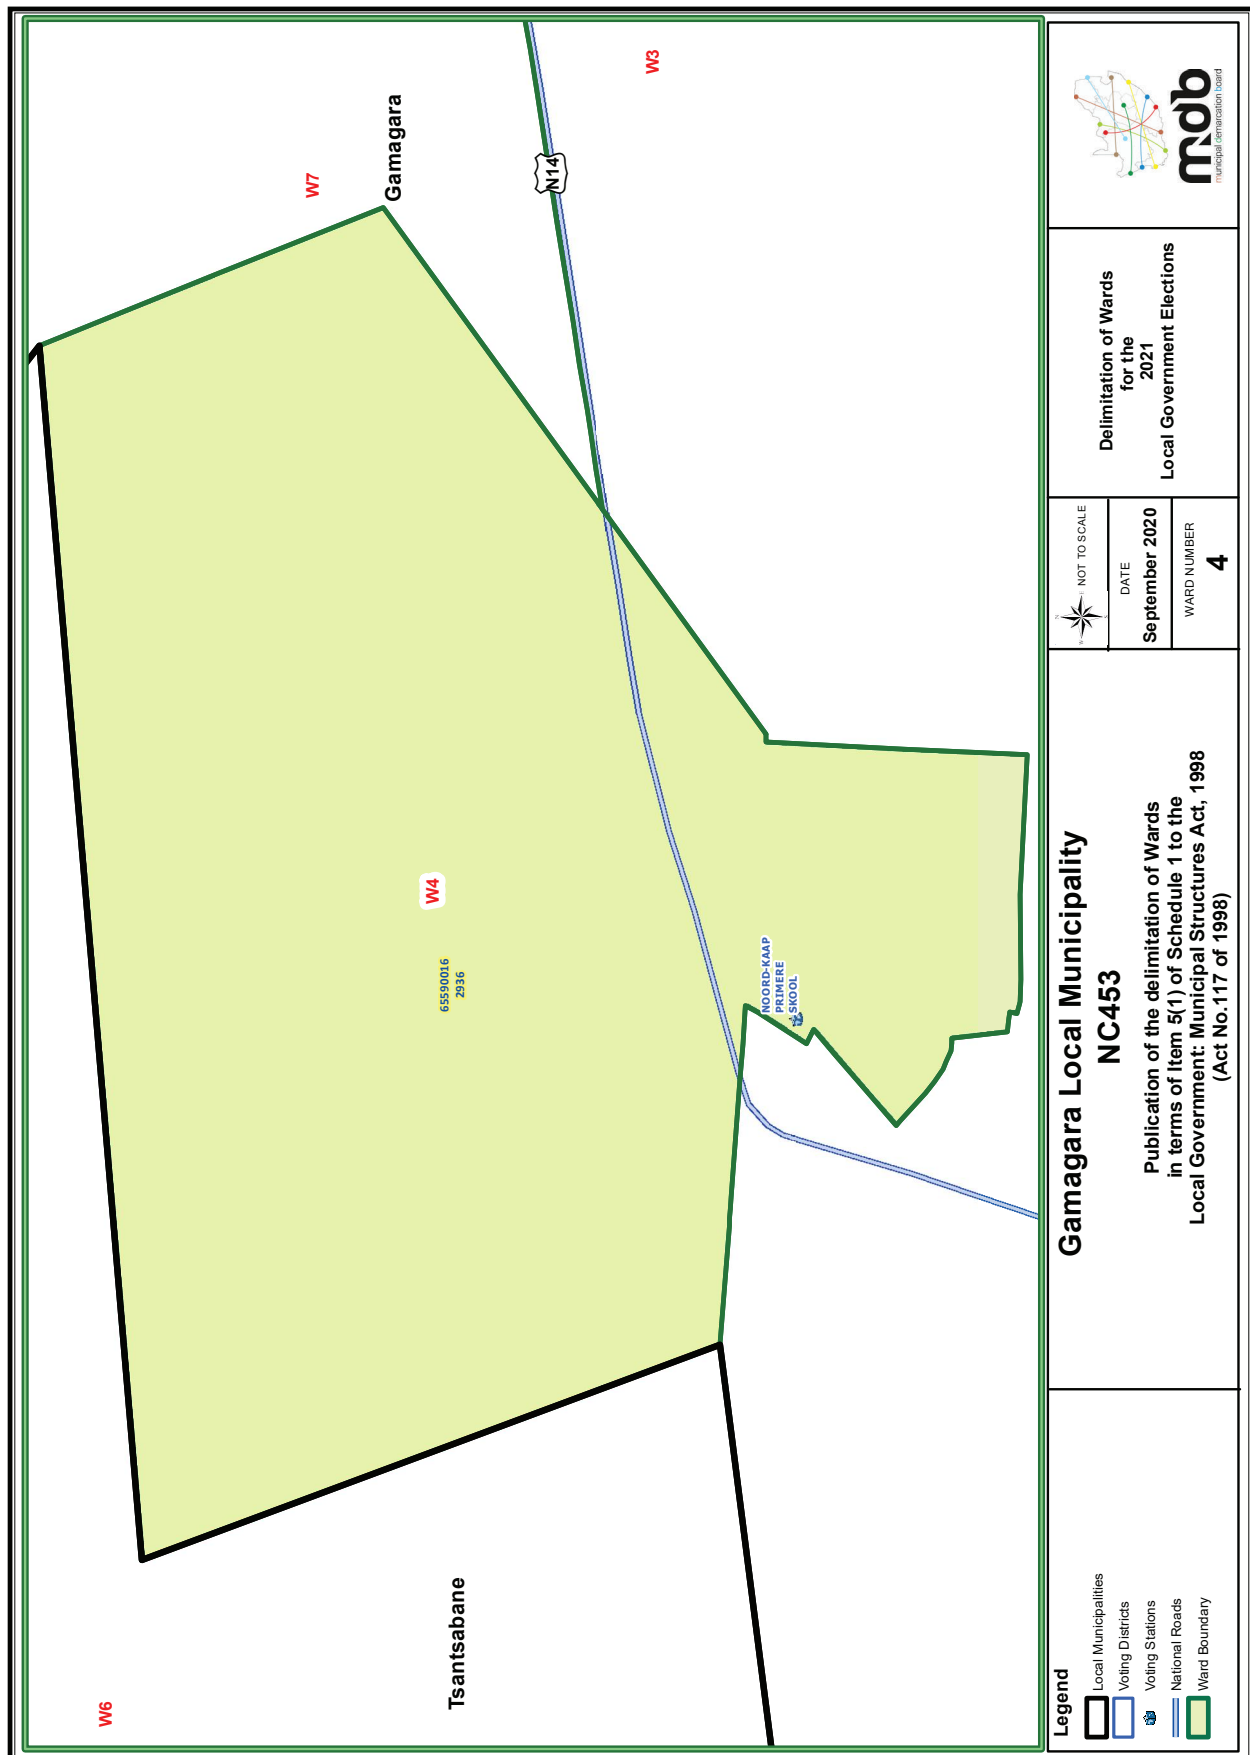 W6
W7
Gamagara
W3
N14
W4
65590016
2936
NOORD-KAAP
PRIMERE
SKOOL
Tsantsabane
Legend
Local Municipalities
Voting Districts
Voting Stations
National Roads
Ward Boundary
Gamagara Local Municipality
NC453
Publication of the delimitation of Wards
in terms of Item 5(1) of Schedule 1 to the
Local Government: Municipal Structures Act, 1998
(Act No.117 of 1998)
N
W
E
S
NOT TO SCALE
DATE
September 2020
WARD NUMBER
4
Delimitation of Wards
for the
2021
Local Government Elections
mdb
municipal demarcation board